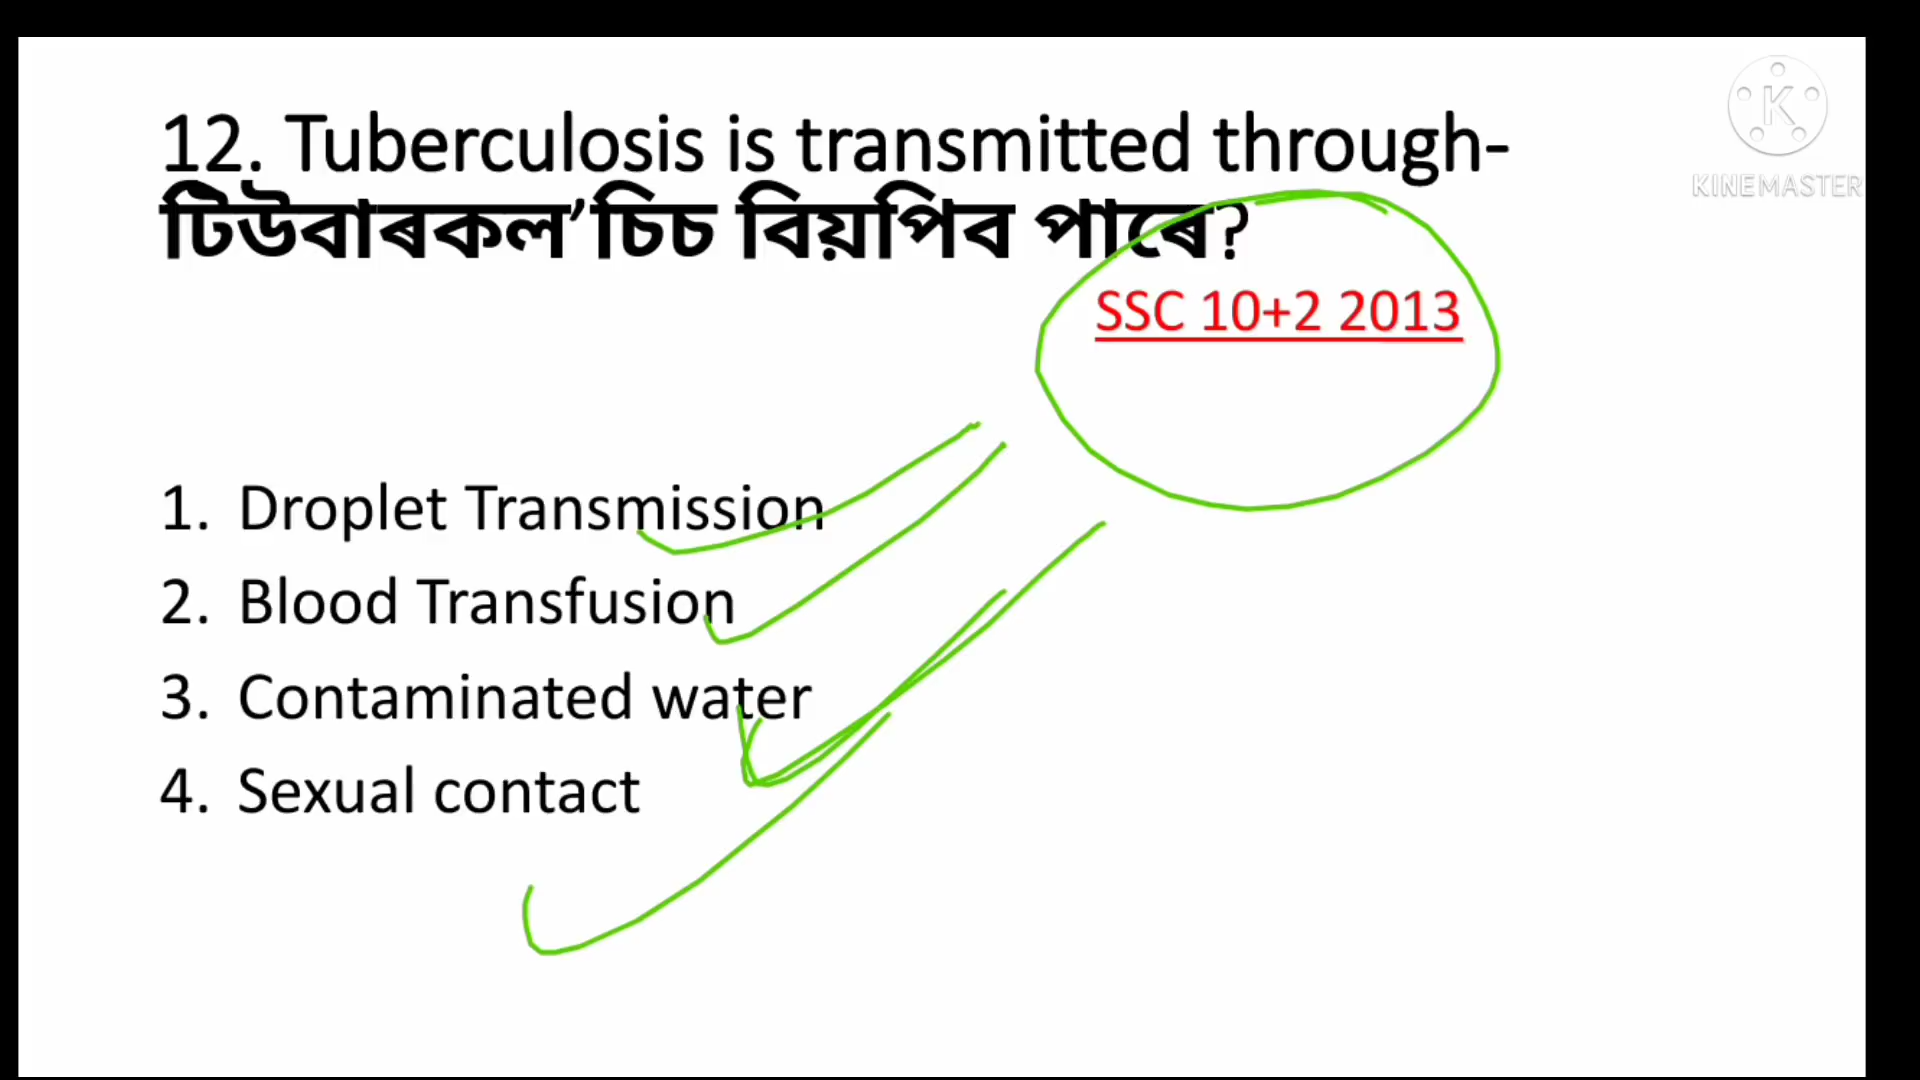 12. Tuberculosis is transmitted through-
টিউবাৰকল’চিচ বিয়পিব পাৰে?
SSC 10+2 2013
1. Droplet Transmission
2. Blood Transfusion
3. Contaminated water
4. Sexual contact
K
KINEMASTER